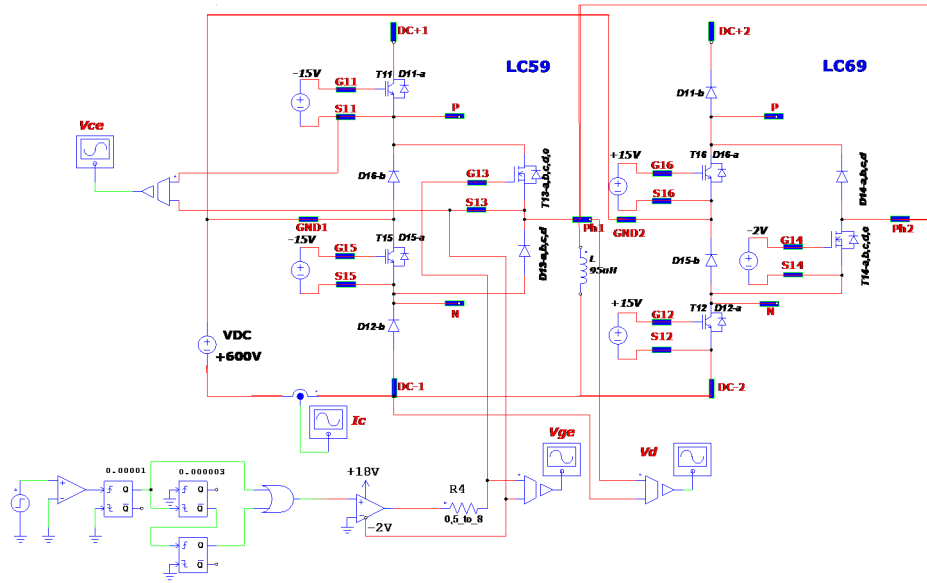 DC+1
DC+2
LC59
LC69
-15V
G11
T11
D11-a
S11
P
D11-b
P
Vce
D16-b
G13
S13
T13-a,b,c,d,e
+15V
G16
T16
D16-a
S16
D14-a,b,c,d
GND1
Ph1
GND2
Ph2
-15V
G15
T15
D15-a
S15
D13-a,b,c,d
L
95uH
D15-b
-2V
G14
S14
T14-a,b,c,d,e
N
D12-b
+15V
G12
T12
D12-a
S12
N
VDC
+600V
DC-1
DC-2
Ic
Vge
Vd
0.00001
0.000003
+18V
-2V
R4
0,5_to_8
Q
Q
Q
Q
Q
Q